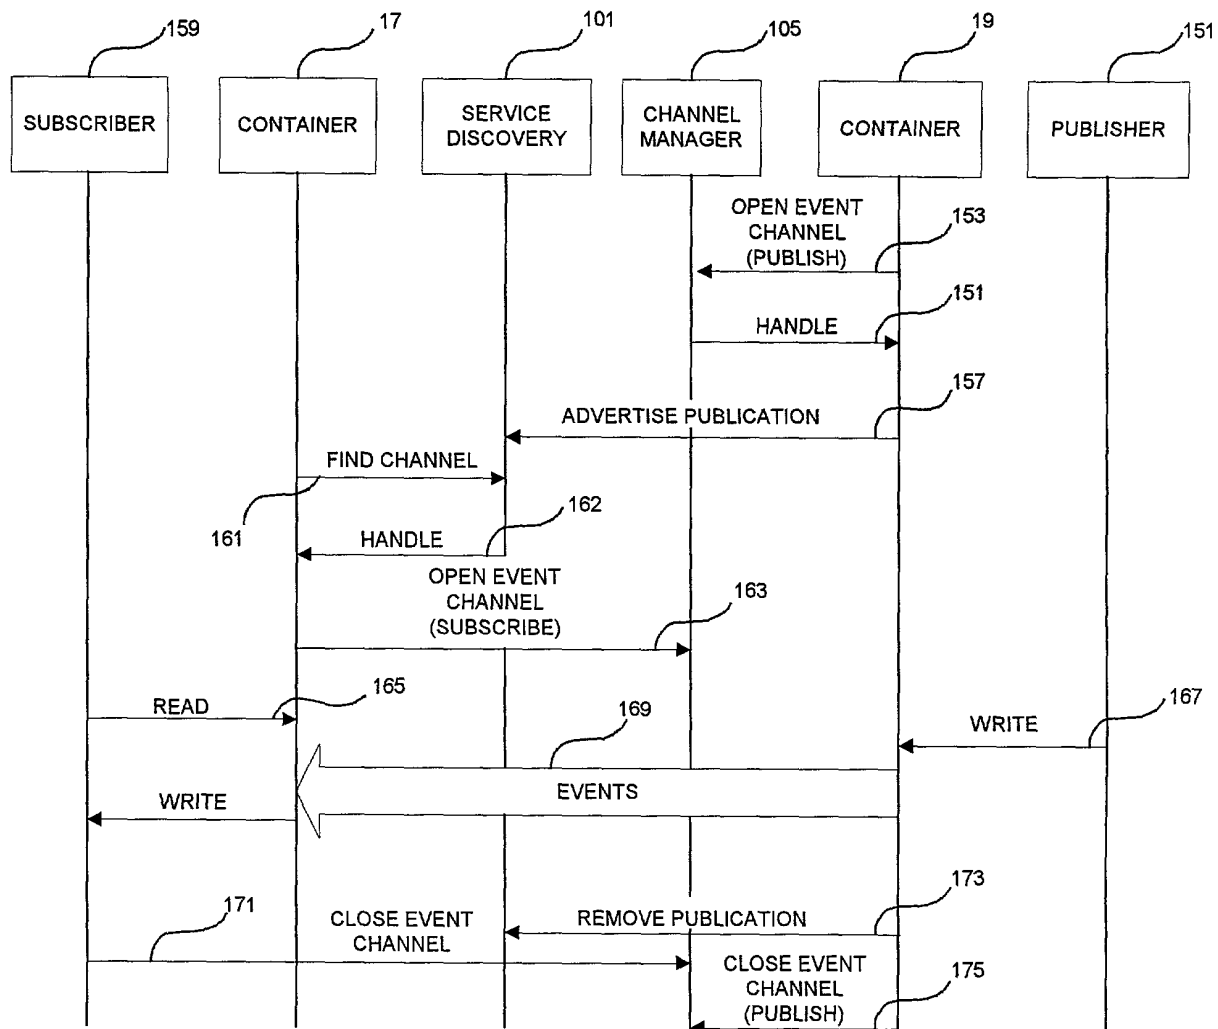 159
17
101
105
19
151
SUBSCRIBER
CONTAINER
SERVICE
DISCOVERY
CHANNEL
MANAGER
CONTAINER
PUBLISHER
OPEN EVENT
CHANNEL
(PUBLISH)
153
HANDLE
151
ADVERTISE PUBLICATION
157
FIND CHANNEL
161
HANDLE
162
OPEN EVENT
CHANNEL
(SUBSCRIBE)
163
READ
165
WRITE
167
169
EVENTS
WRITE
171
CLOSE EVENT
CHANNEL
REMOVE PUBLICATION
173
CLOSE EVENT
CHANNEL
(PUBLISH)
175